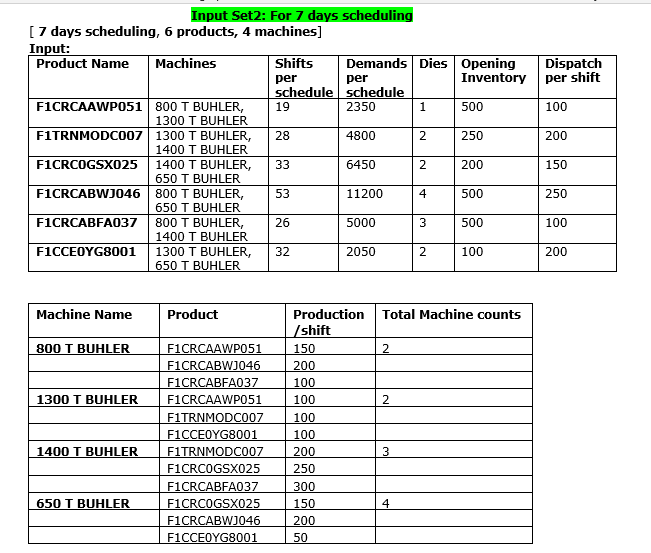 Input Set2: For 7 days scheduling
[ 7 days scheduling, 6 products, 4 machines]
Input:
Product Name Machines Shifts per schedule Demands per schedule Dies Opening Inventory Dispatch per shift
F1CRCAAWP051 800 T BUHLER, 1300 T BUHLER 19 2350 1 500 100
F1TRNMODC007 1300 T BUHLER, 1400 T BUHLER 28 4800 2 250 200
F1CRC0GSX025 1400 T BUHLER, 650 T BUHLER 33 6450 2 200 150
F1CRCABWJ046 800 T BUHLER, 650 T BUHLER 53 11200 4 500 250
F1CRCABFA037 800 T BUHLER, 1400 T BUHLER 26 5000 3 500 100
F1CCE0YG8001 1300 T BUHLER, 650 T BUHLER 32 2050 2 100 200
Machine Name Product Production /shift Total Machine counts
800 T BUHLER F1CRCAAWP051 150 2
F1CRCABWJ046 200
F1CRCABFA037 100
1300 T BUHLER F1CRCAAWP051 100 2
F1TRNMODC007 100
F1CCE0YG8001 100
1400 T BUHLER F1TRNMODC007 200 3
F1CRC0GSX025 250
F1CRCABFA037 300
650 T BUHLER F1CRC0GSX025 150 4
F1CRCABWJ046 200
F1CCE0YG8001 50